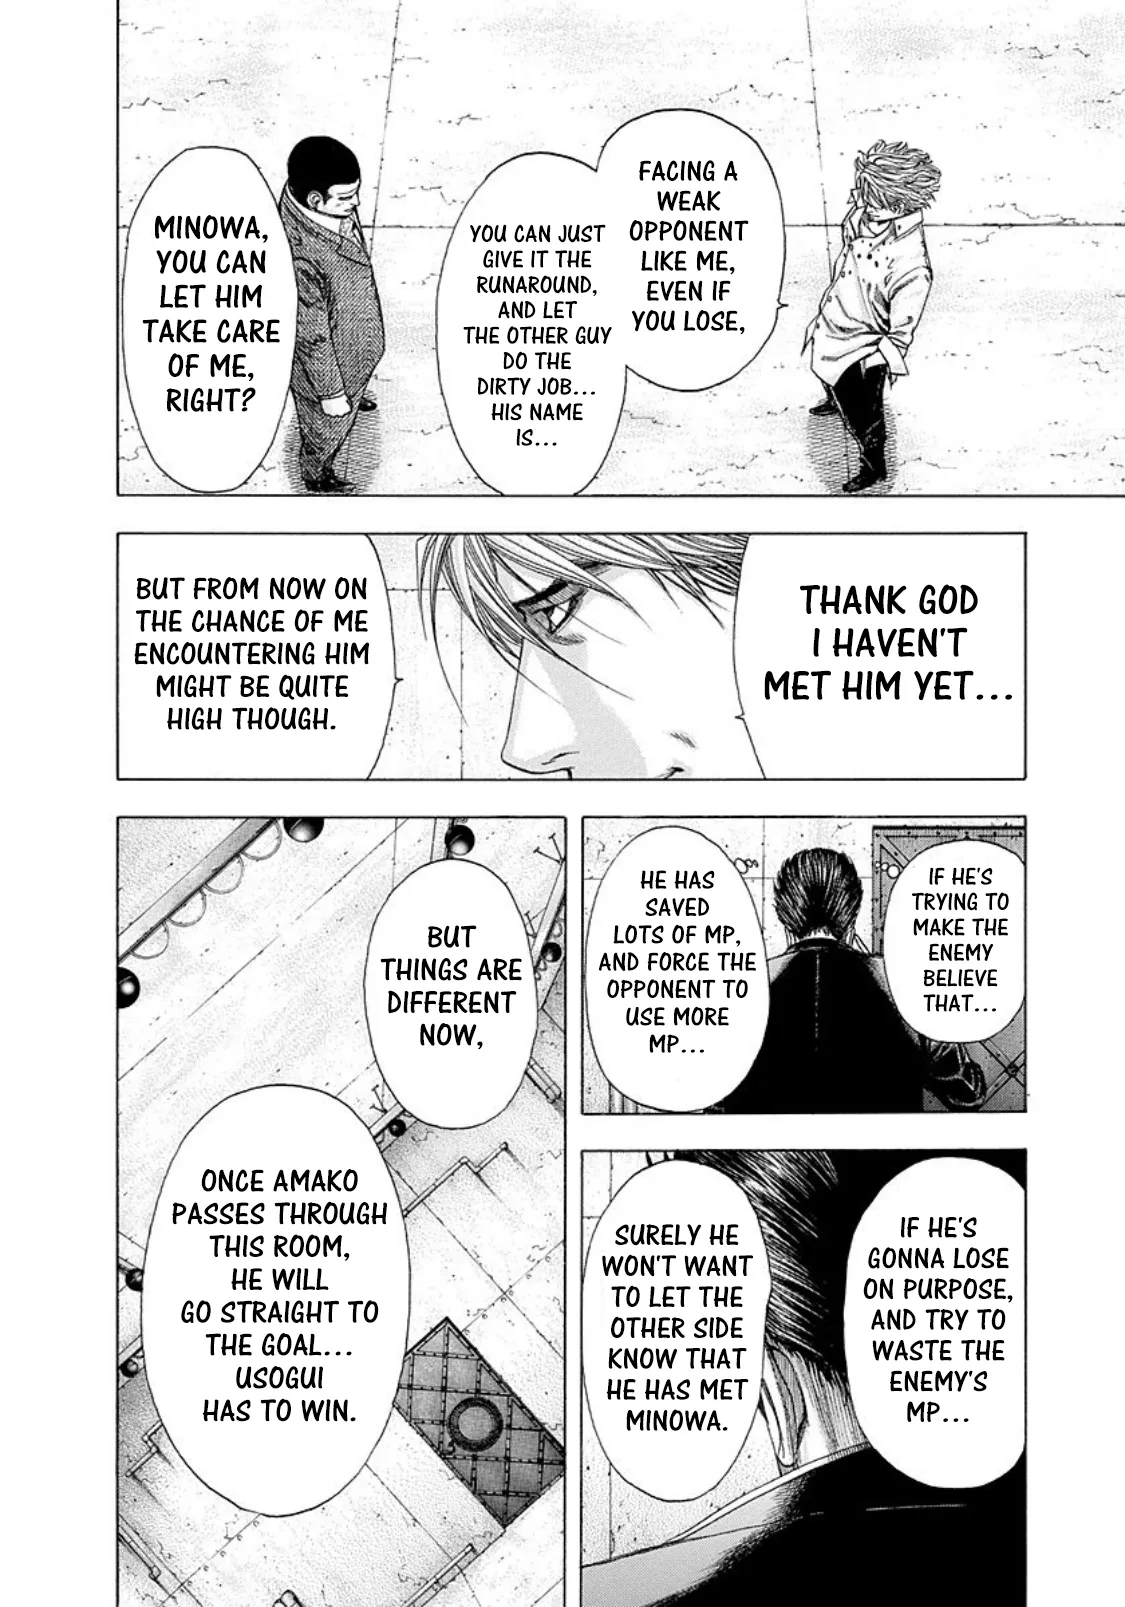 FACING A
WEAK
OPPONENT
LIKE ME,
EVEN IF
YOU LOSE,
YOU CAN JUST
GIVE IT THE
RUNAROUND,
AND LET
THE OTHER GUY
DO THE
DIRTY JOB...
HIS NAME
IS...
MINOWA,
YOU CAN
LET HIM
TAKE CARE
OF ME,
RIGHT?
THANK GOD
I HAVEN'T
MET HIM YET...
BUT FROM NOW ON
THE CHANCE OF ME
ENCOUNTERING HIM
MIGHT BE QUITE
HIGH THOUGH.
IF HE'S
TRYING TO
MAKE THE
ENEMY
BELIEVE
THAT...
HE HAS
SAVED
LOTS OF MP,
AND FORCE THE
OPPONENT TO
USE MORE
MP...
IF HE'S
GONNA LOSE
ON PURPOSE,
AND TRY TO
WASTE THE
ENEMY'S
MP...
SURELY HE
WON'T WANT
TO LET THE
OTHER SIDE
KNOW THAT
HE HAS MET
MINOWA.
BUT
THINGS ARE
DIFFERENT
NOW,
ONCE AMAKO
PASSES THROUGH
THIS ROOM,
HE WILL
GO STRAIGHT TO
THE GOAL...
USOGUI
HAS TO WIN.